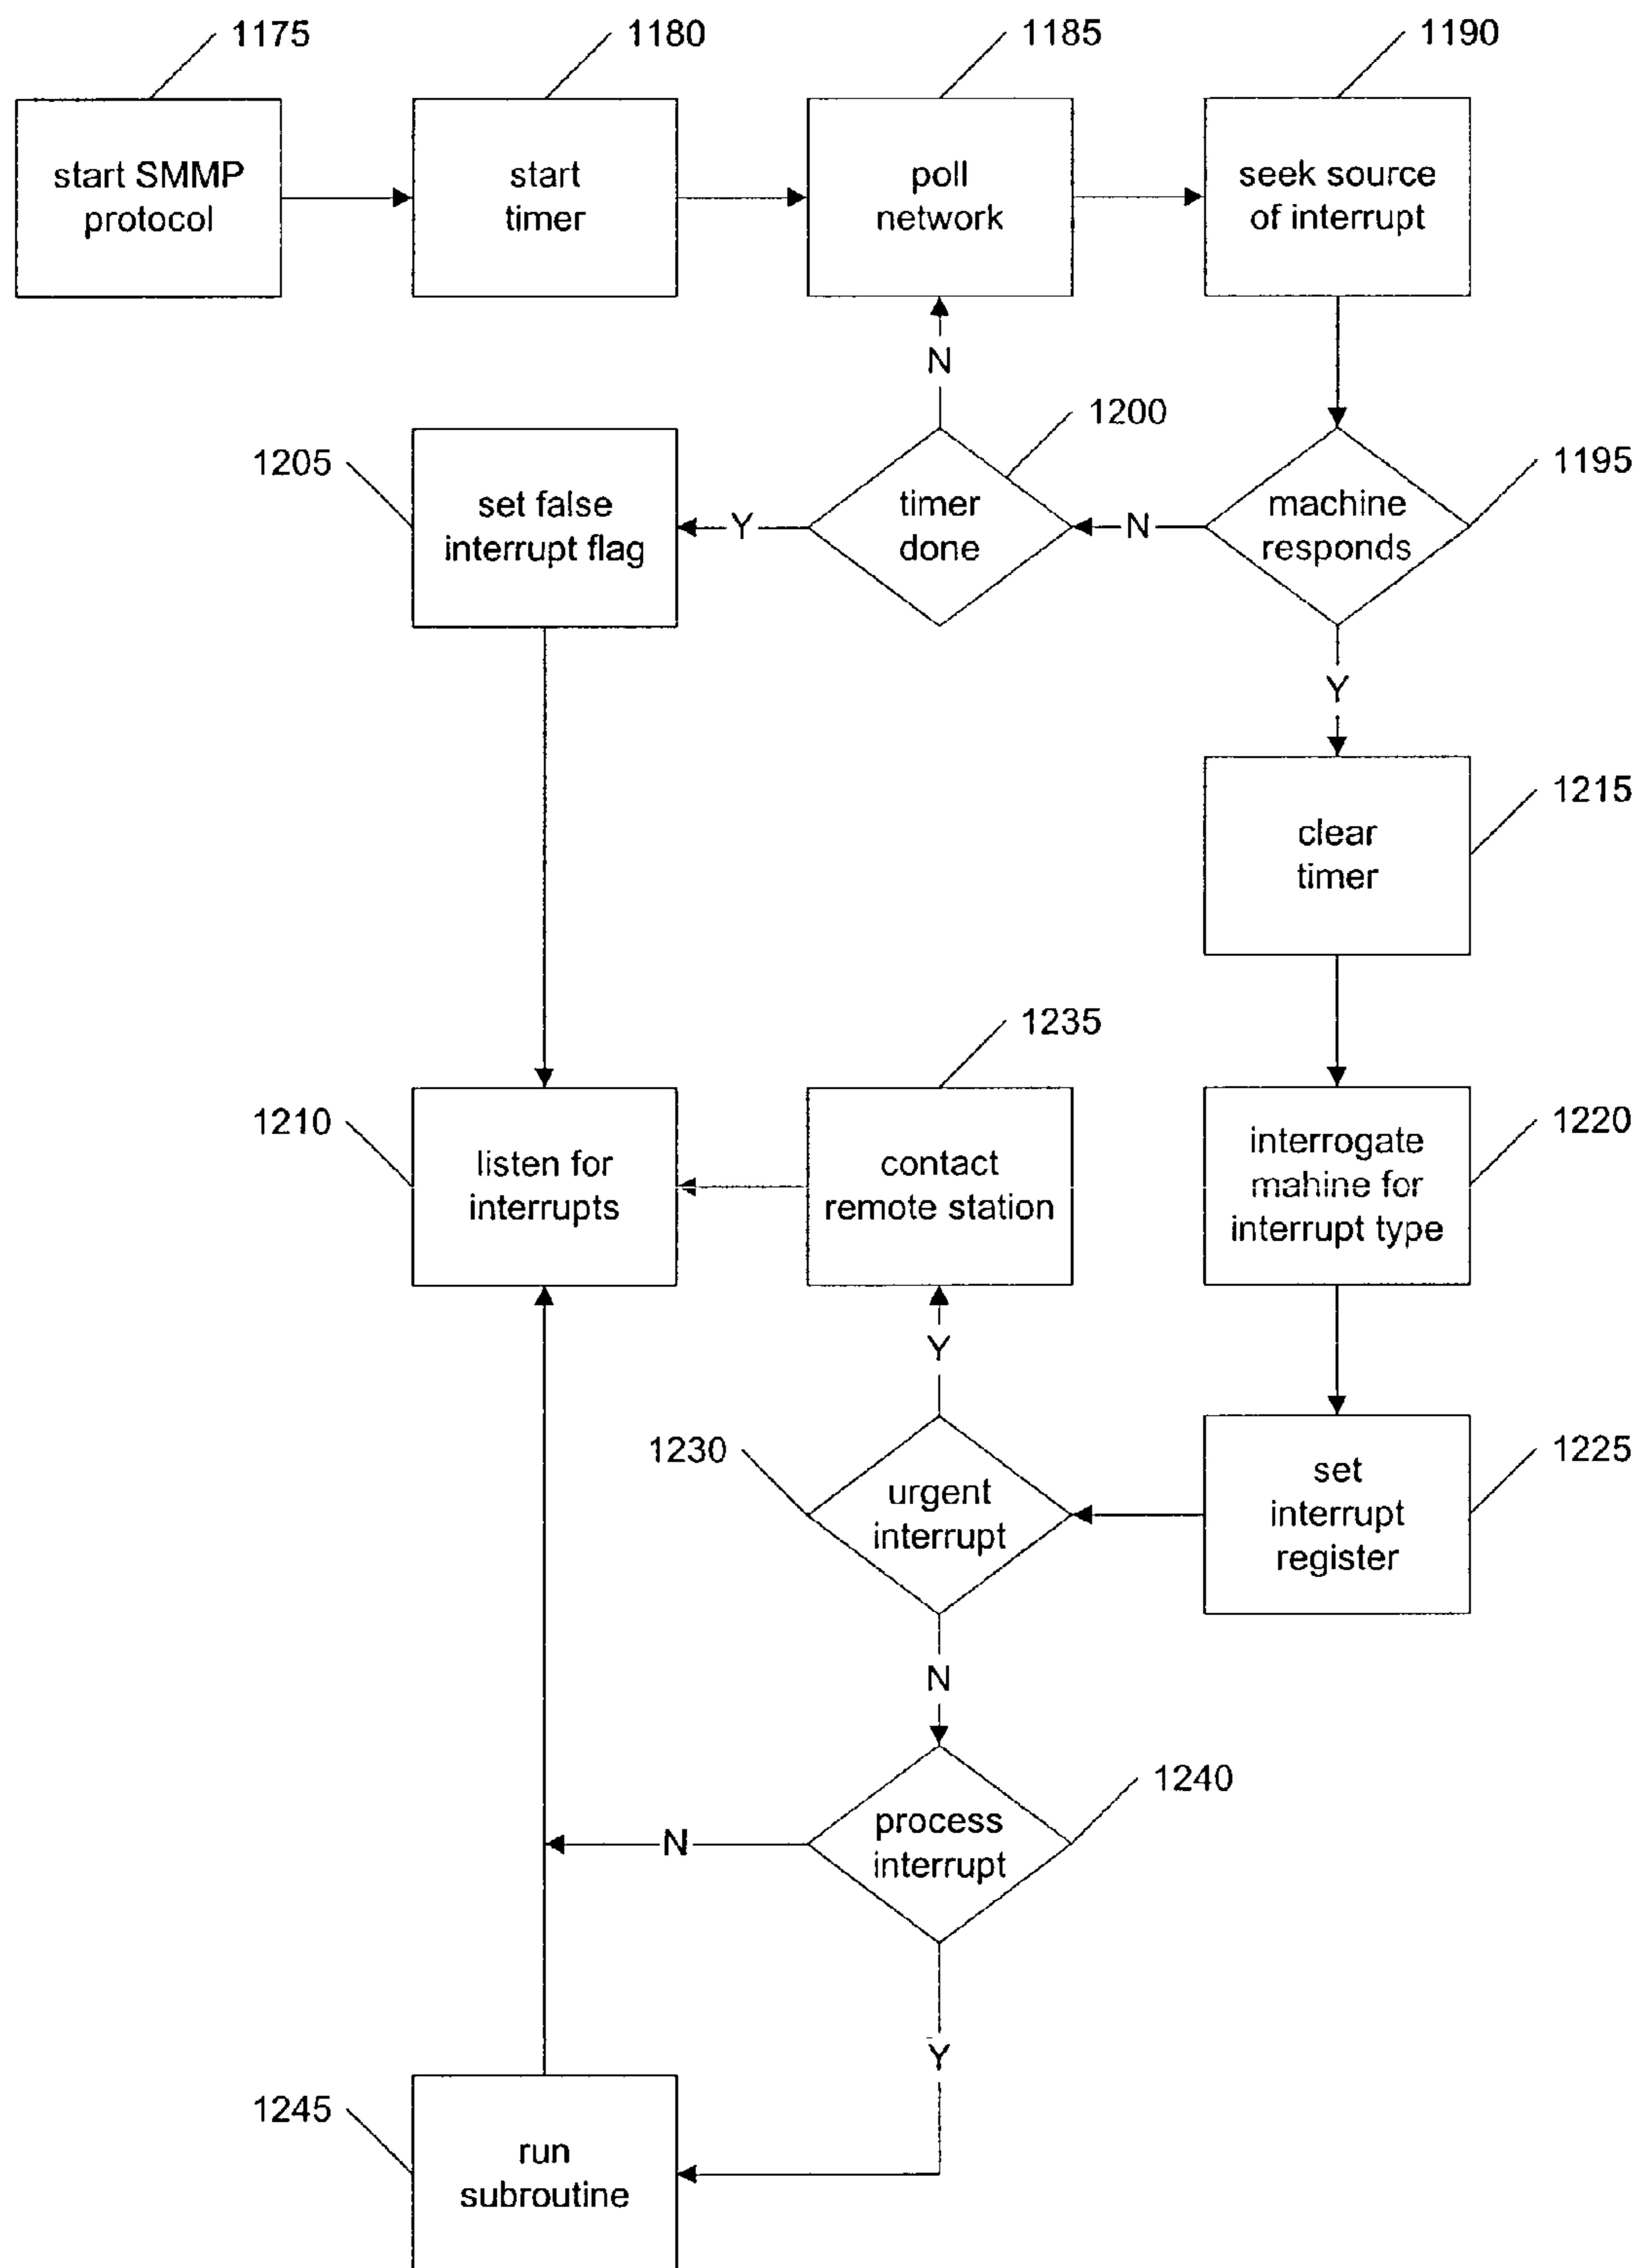 1175
1180
1185
1190
start SMMP
protocol
start
timer
poll
network
seek source
of interrupt
N
1200
1205
1195
set false
interrupt flag
Y
timer
done
N
machine
responds
Y
1215
clear
timer
1235
1210
1220
listen for
interrupts
contact
remote station
interrogate
mahine for
interrupt type
Y
1230
1225
urgent
interrupt
set
interrupt
register
N
1240
process
interrupt
N
Y
1245
run
subroutine